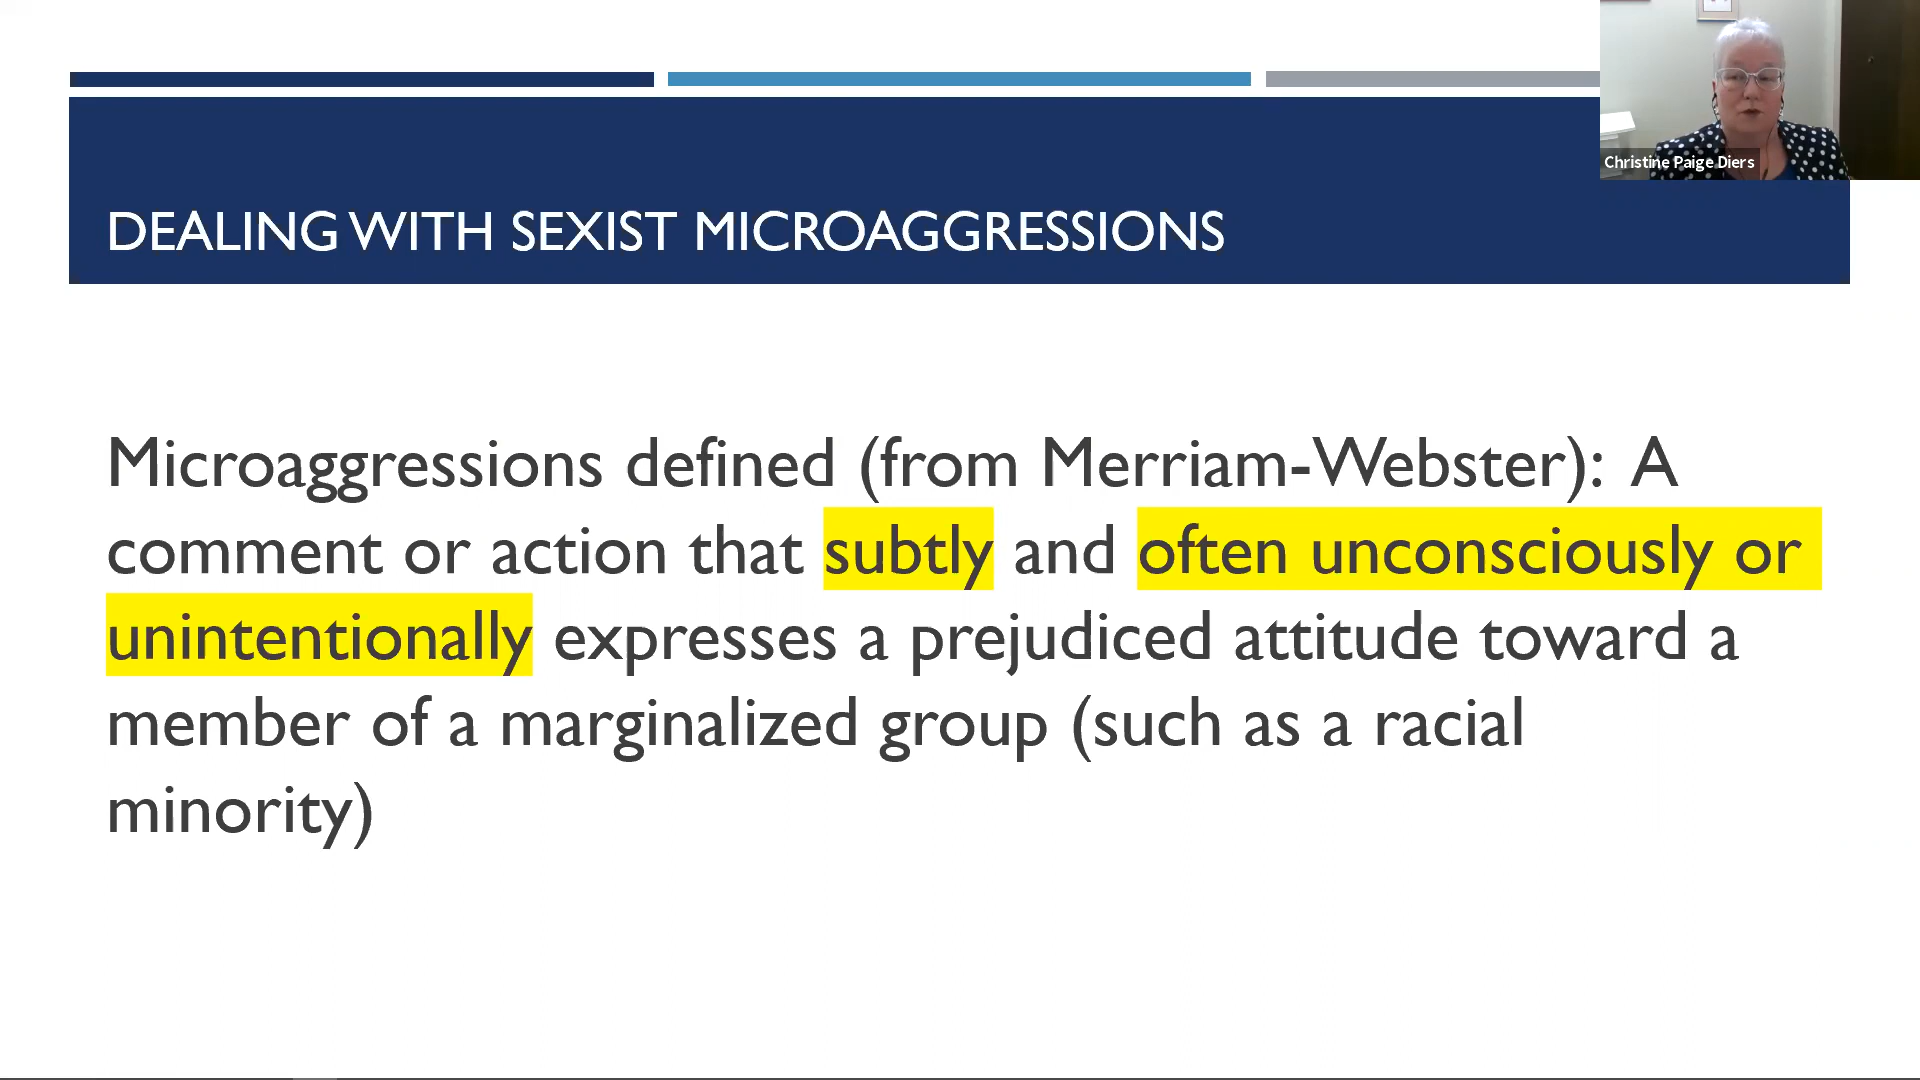 Christine Paige Diers
DEALING WITH SEXIST MICROAGGRESSIONS
Microaggressions defined (from Merriam-Webster): A
comment or action that subtly and often unconsciously or
unintentionally expresses a prejudiced attitude toward a
member of a marginalized group (such as a racial
minority)